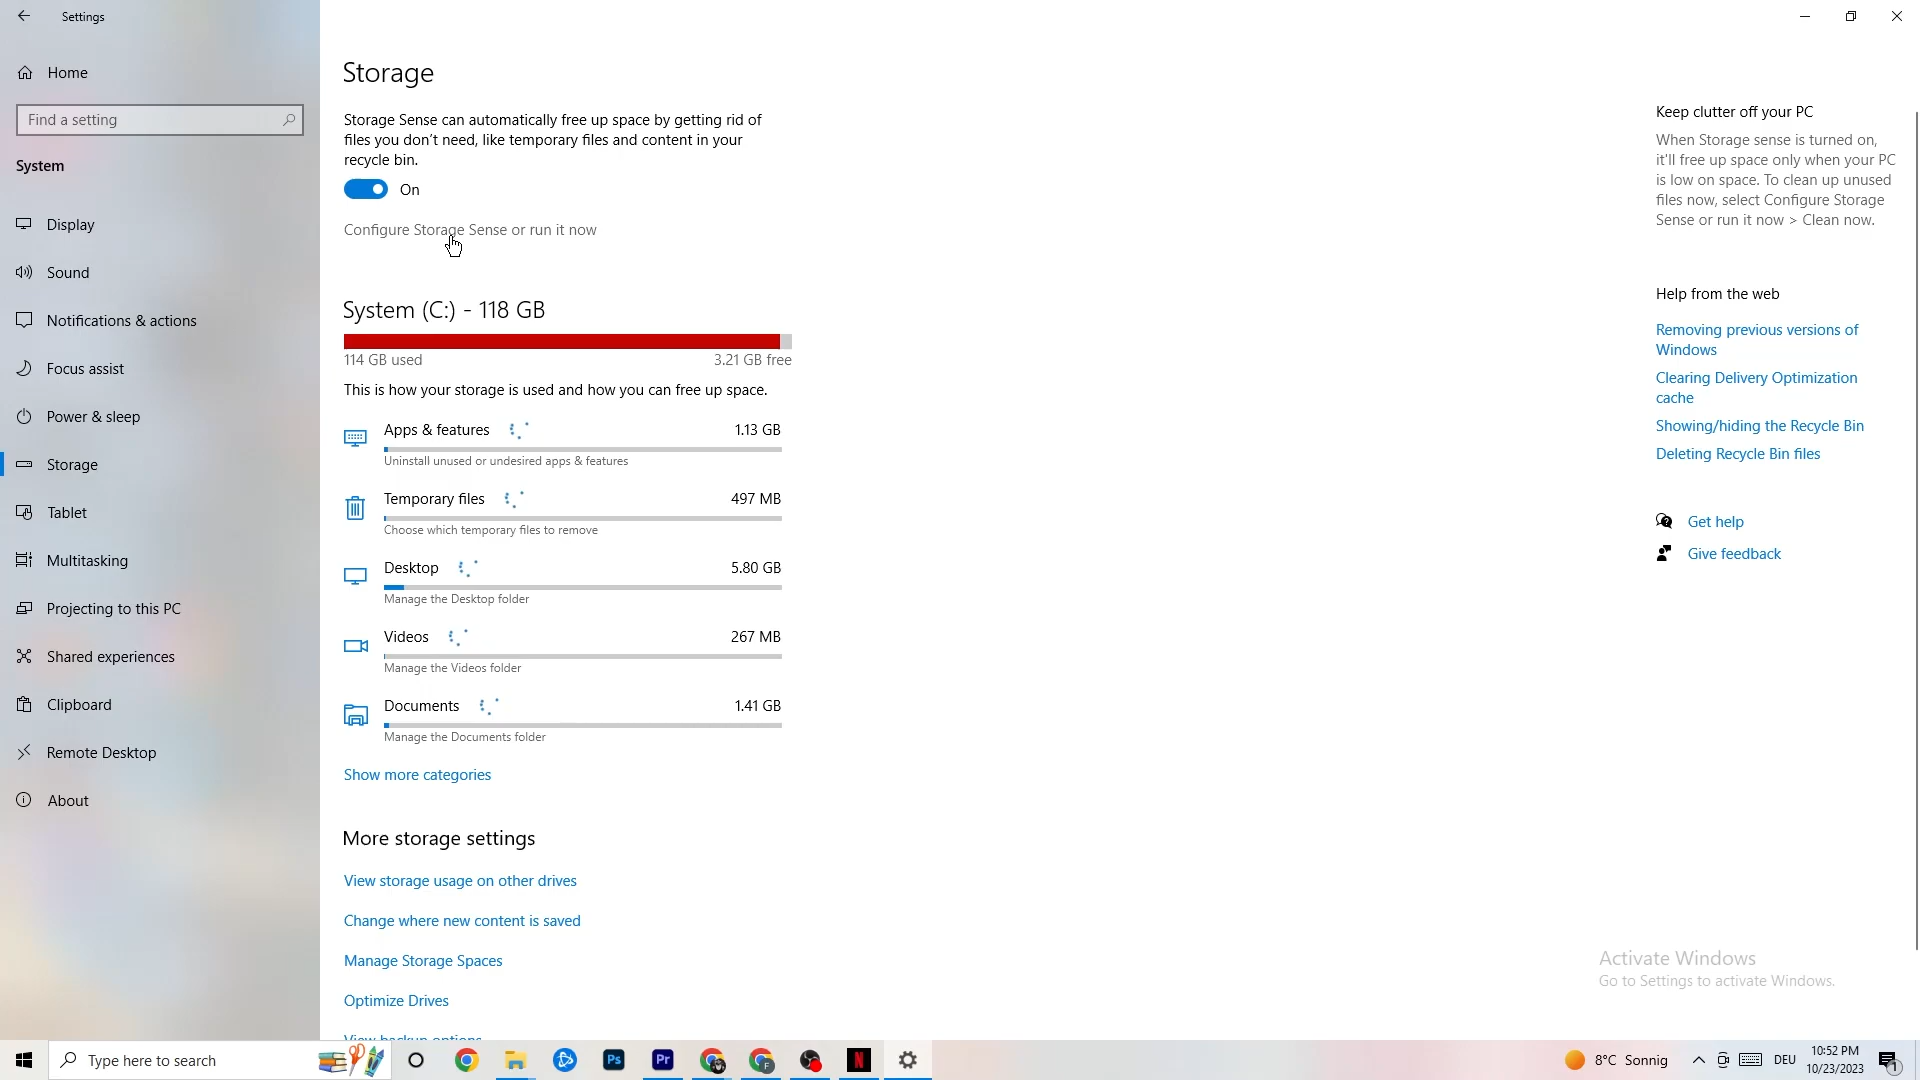 Settings
Home
Find a setting
System
Display
Sound
Notifications & actions
Focus assist
Power & sleep
Storage
Tablet
Multitasking
Projecting to this PC
Shared experiences
Clipboard
Remote Desktop
About
Storage
Storage Sense can automatically free up space by getting rid of
files you don't need, like temporary files and content in your
recycle bin.
On
Configure Storage Sense or run it now
System (C:) - 118 GB
114 GB used 3.21 GB free
This is how your storage is used and how you can free up space.
Apps & features 1.13 GB
Uninstall unused or undesired apps & features
Temporary files 497 MB
Choose which temporary files to remove
Desktop 5.80 GB
Manage the Desktop folder
Videos 267 MB
Manage the Videos folder
Documents 1.41 GB
Manage the Documents folder
Show more categories
More storage settings
View storage usage on other drives
Change where new content is saved
Manage Storage Spaces
Optimize Drives
View backup options
Keep clutter off your PC
When Storage sense is turned on,
it'll free up space only when your PC
is low on space. To clean up unused
files now, select Configure Storage
Sense or run it now > Clean now.
Help from the web
Removing previous versions of
Windows
Clearing Delivery Optimization
cache
Showing/hiding the Recycle Bin
Deleting Recycle Bin files
Get help
Give feedback
Activate Windows
Go to Settings to activate Windows.
Type here to search
Ps
Pr
F
N
8°C Sonnig
DEU
10:52 PM
10/23/2023
1